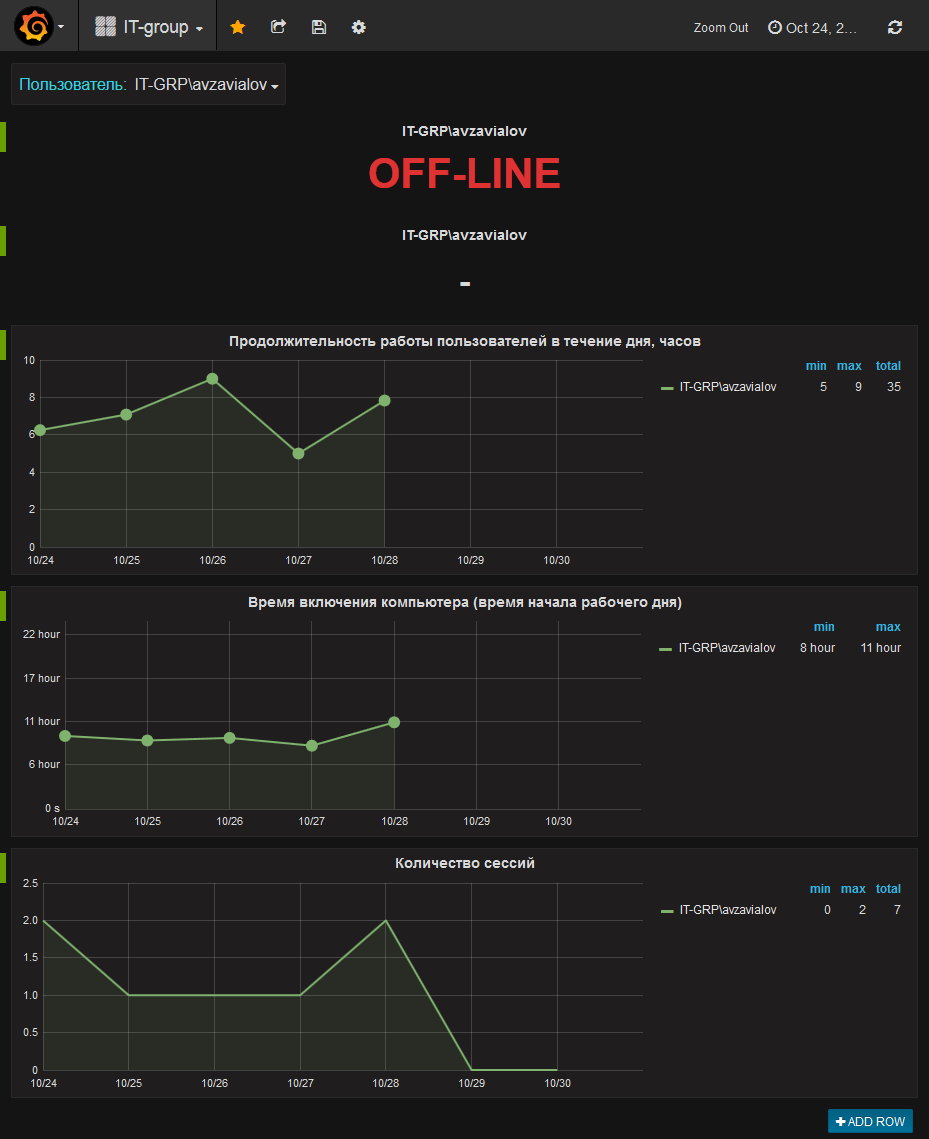 IT-group
Zoom Out
Oct 24, 2...
Пользователь: IT-GRP\avzavialov
IT-GRP\avzavialov
OFF-LINE
IT-GRP\avzavialov
-
Продолжительность работы пользователей в течение дня, часов
10
8
6
4
2
0
10/24 10/25 10/26 10/27 10/28 10/29 10/30
min max total
IT-GRP\avzavialov 5 9 35
Время включения компьютера (время начала рабочего дня)
22 hour
17 hour
11 hour
6 hour
0 s
10/24 10/25 10/26 10/27 10/28 10/29 10/30
min max
IT-GRP\avzavialov 8 hour 11 hour
Количество сессий
2.5
2.0
1.5
1.0
0.5
0
10/24 10/25 10/26 10/27 10/28 10/29 10/30
min max total
IT-GRP\avzavialov 0 2 7
ADD ROW